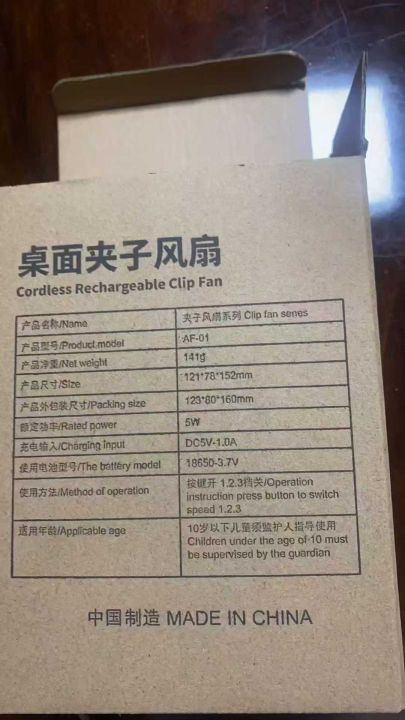 桌面夹子风扇
Cordless Rechargeable Clip Fan
产品名称/Name 夹子风扇系列 Clip fan senes
产品型号/Product model AF-01
产品净重/Net weight 141g
产品尺寸/Size 121*78*152mm
产品外包装尺寸/Packing size 123*80*160mm
额定功率/Rated power 5W
充电输入/Charging input DC5V-1.0A
使用电池型号/The battery model 18650-3.7V
使用方法/Method of operation 按键开 1.2.3档关/Operation
instruction press button to switch
speed 1.2.3
适用年龄/Applicable age 10岁以下儿童须监护人指导使用
Children under the age of 10 must
be supervised by the guardian
中国制造 MADE IN CHINA